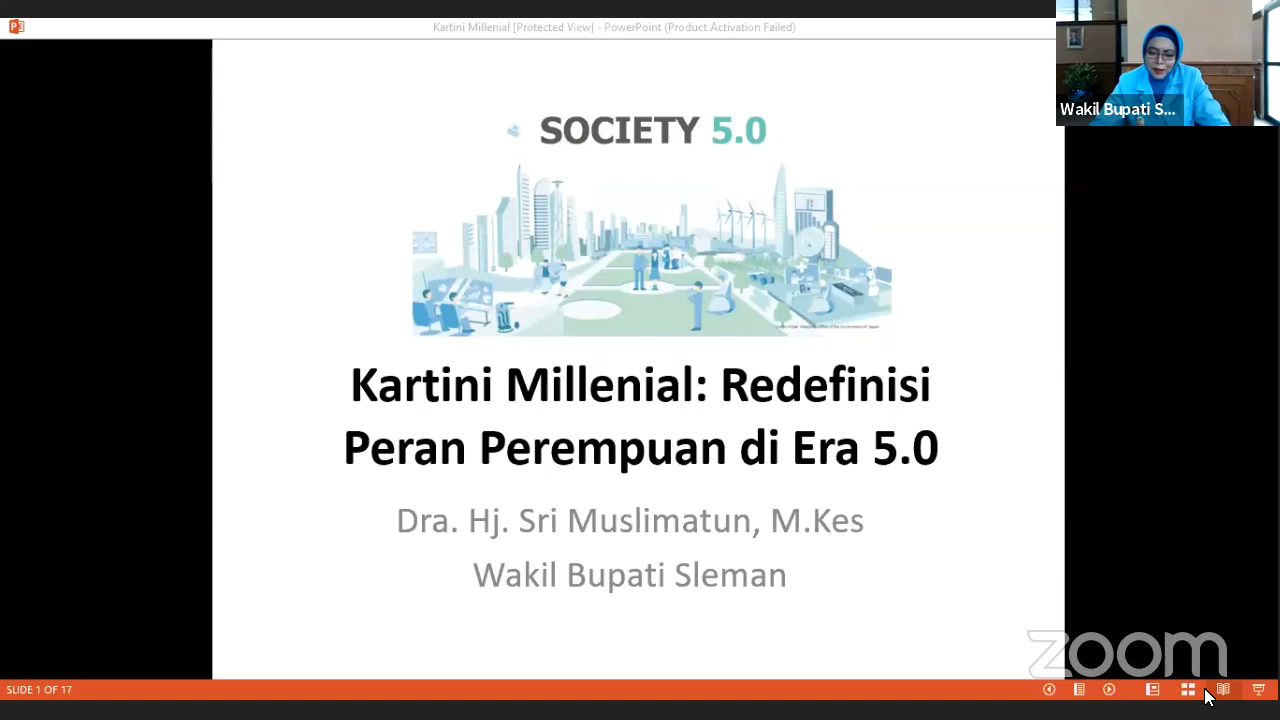 Kartini Millenial [Protected View] - PowerPoint (Product Activation Failed)
Wakil Bupati S...
SOCIETY 5.0
Kartini Millenial: Redefinisi
Peran Perempuan di Era 5.0
Dra. Hj. Sri Muslimatun, M.Kes
Wakil Bupati Sleman
zoom
SLIDE 1 OF 17